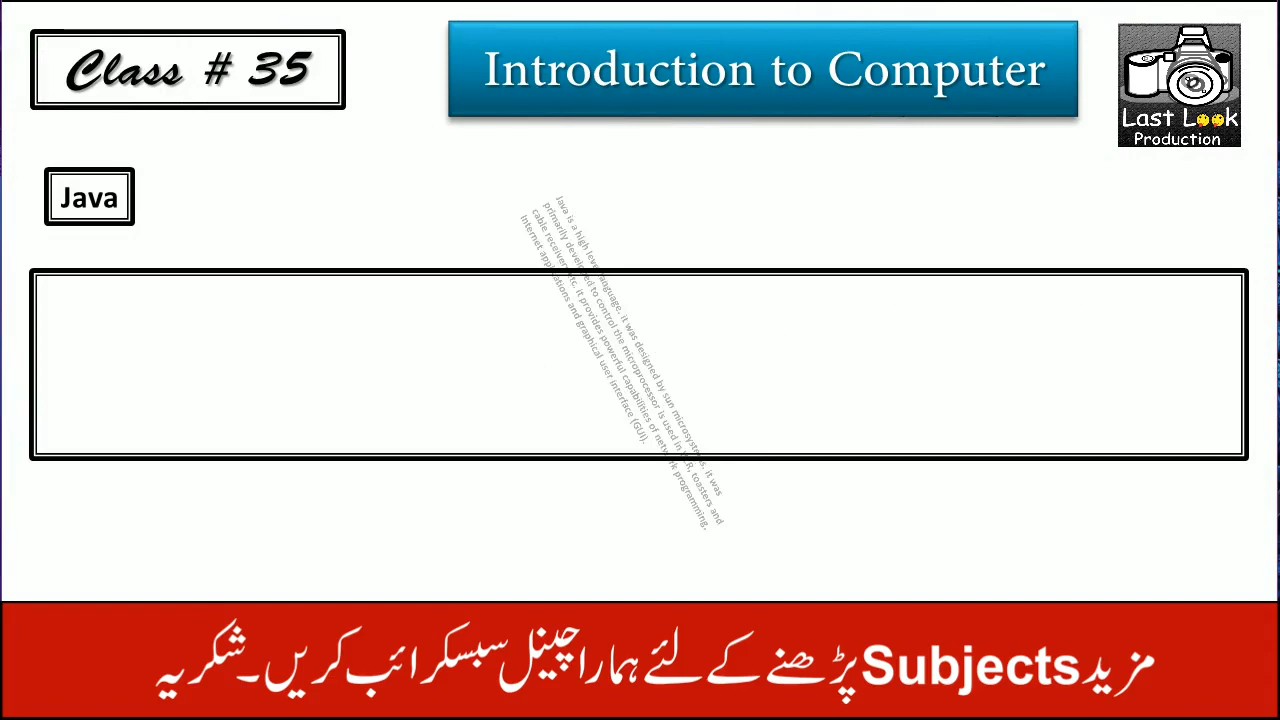 Class # 35
Introduction to Computer
Last Look
Production
Java
Java is a high level language. it was designed by sun microsystems. it was
primarily developed to control the microprocessor is used in VCR, toasters and
cable receiver etc. it provides powerful capabilities of network programming.
Internet applications and graphical user interface (GUI).
مزید Subjects پڑھنے کے لئے ہمارا چینل سبسکرائب کریں۔ شکریہ